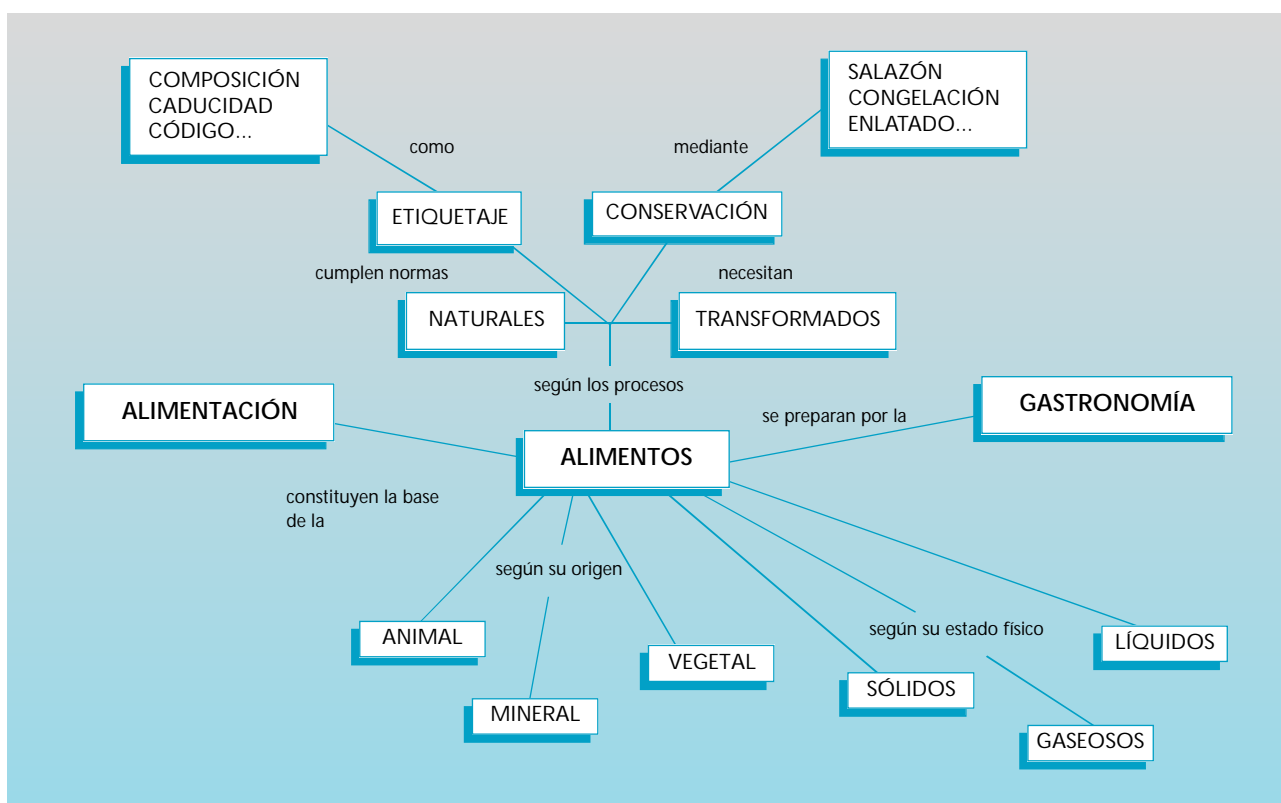 COMPOSICIÓN
CADUCIDAD
CÓDIGO...
SALAZÓN
CONGELACIÓN
ENLATADO...
como
mediante
ETIQUETAJE
CONSERVACIÓN
cumplen normas
necesitan
NATURALES
TRANSFORMADOS
según los procesos
ALIMENTACIÓN
GASTRONOMÍA
se preparan por la
ALIMENTOS
constituyen la base
de la
según su origen
según su estado físico
ANIMAL
VEGETAL
LÍQUIDOS
SÓLIDOS
MINERAL
GASEOSOS